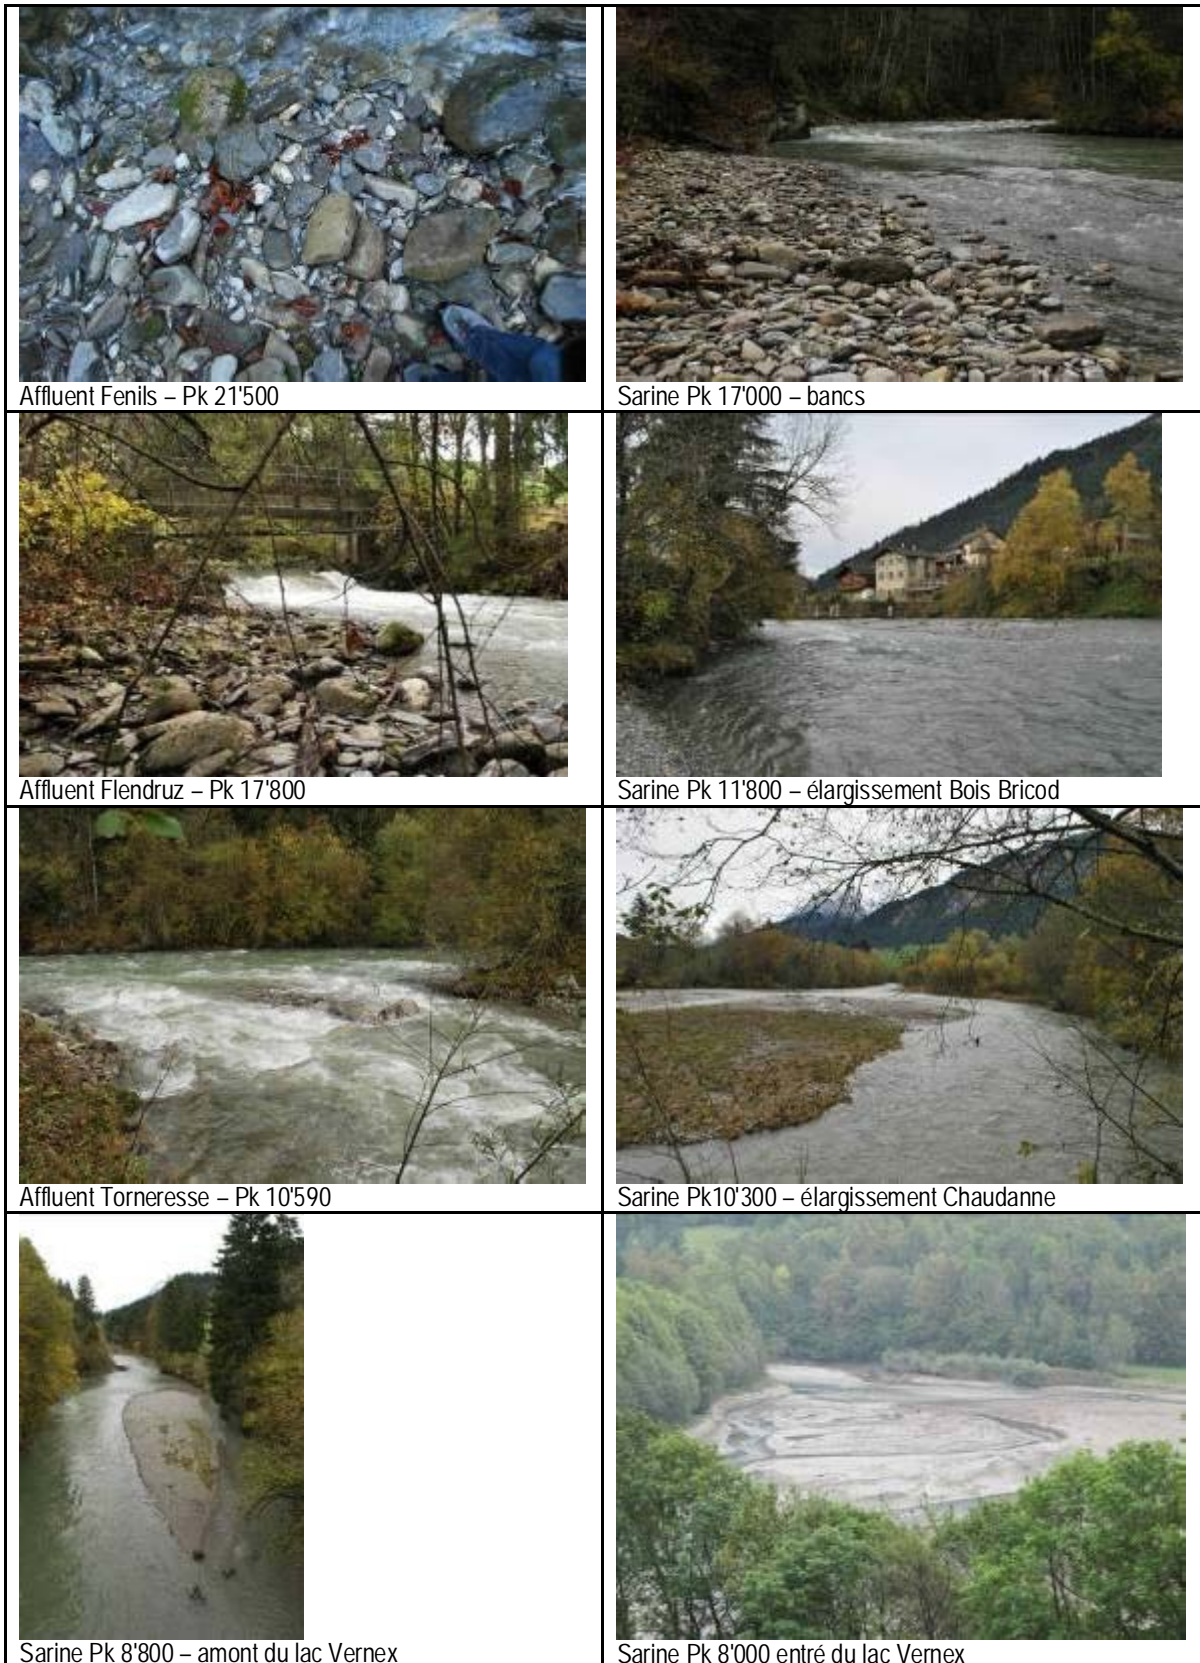 Affluent Fenils – Pk 21'500
Sarine Pk 17'000 – bancs
Affluent Flendruz – Pk 17'800
Sarine Pk 11'800 – élargissement Bois Bricod
Affluent Torneresse – Pk 10'590
Sarine Pk10'300 – élargissement Chaudanne
Sarine Pk 8'800 – amont du lac Vernex
Sarine Pk 8'000 entré du lac Vernex